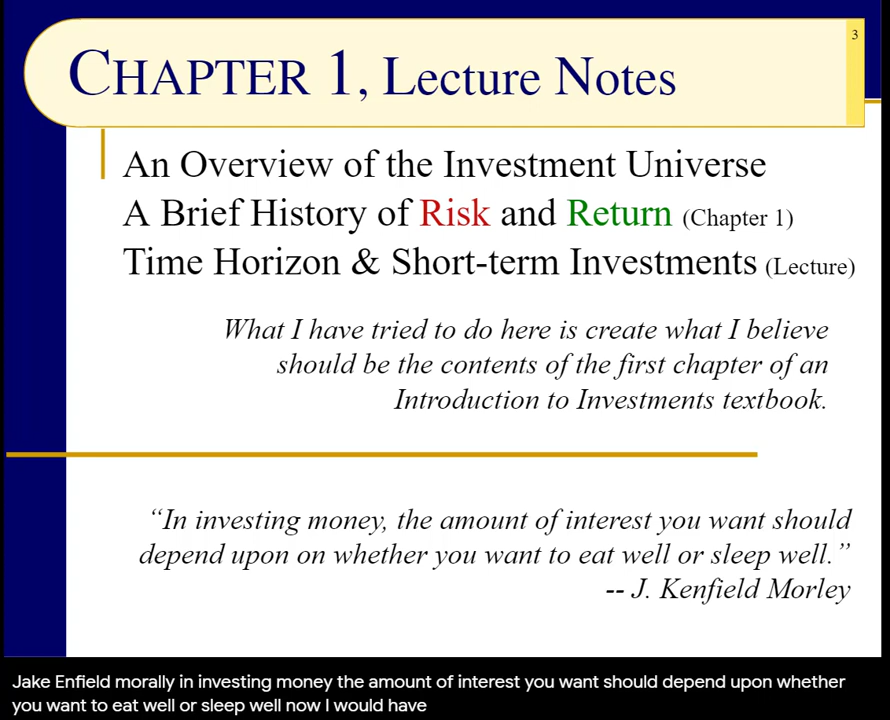 3
CHAPTER 1, Lecture Notes
An Overview of the Investment Universe
A Brief History of Risk and Return (Chapter 1)
Time Horizon & Short-term Investments (Lecture)
What I have tried to do here is create what I believe
should be the contents of the first chapter of an
Introduction to Investments textbook.
“In investing money, the amount of interest you want should
depend upon on whether you want to eat well or sleep well.”
-- J. Kenfield Morley
Jake Enfield morally in investing money the amount of interest you want should depend upon whether
you want to eat well or sleep well now I would have